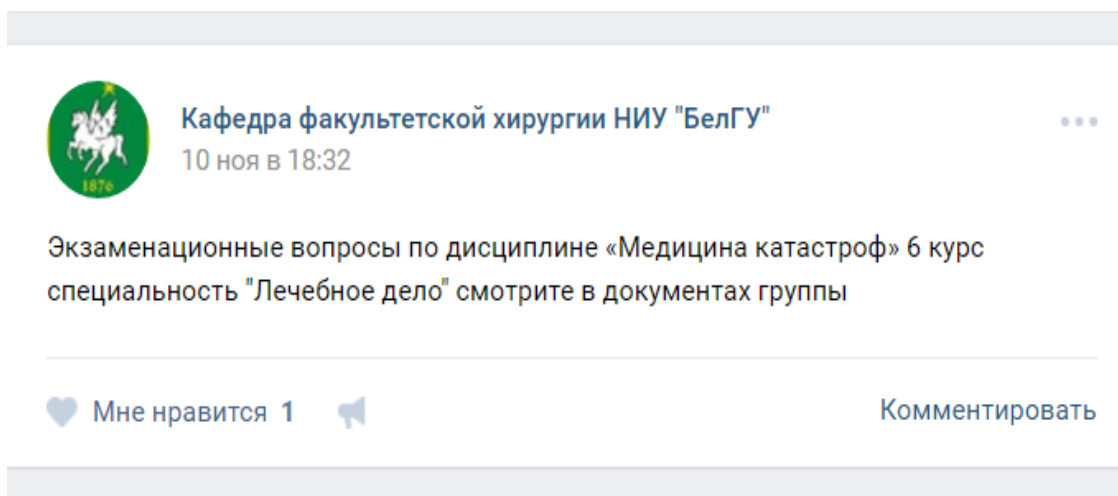 Кафедра факультетской хирургии НИУ "БелГУ"
10 ноя в 18:32
1876
Экзаменационные вопросы по дисциплине «Медицина катастроф» 6 курс
специальность "Лечебное дело" смотрите в документах группы
Мне нравится 1
Комментировать